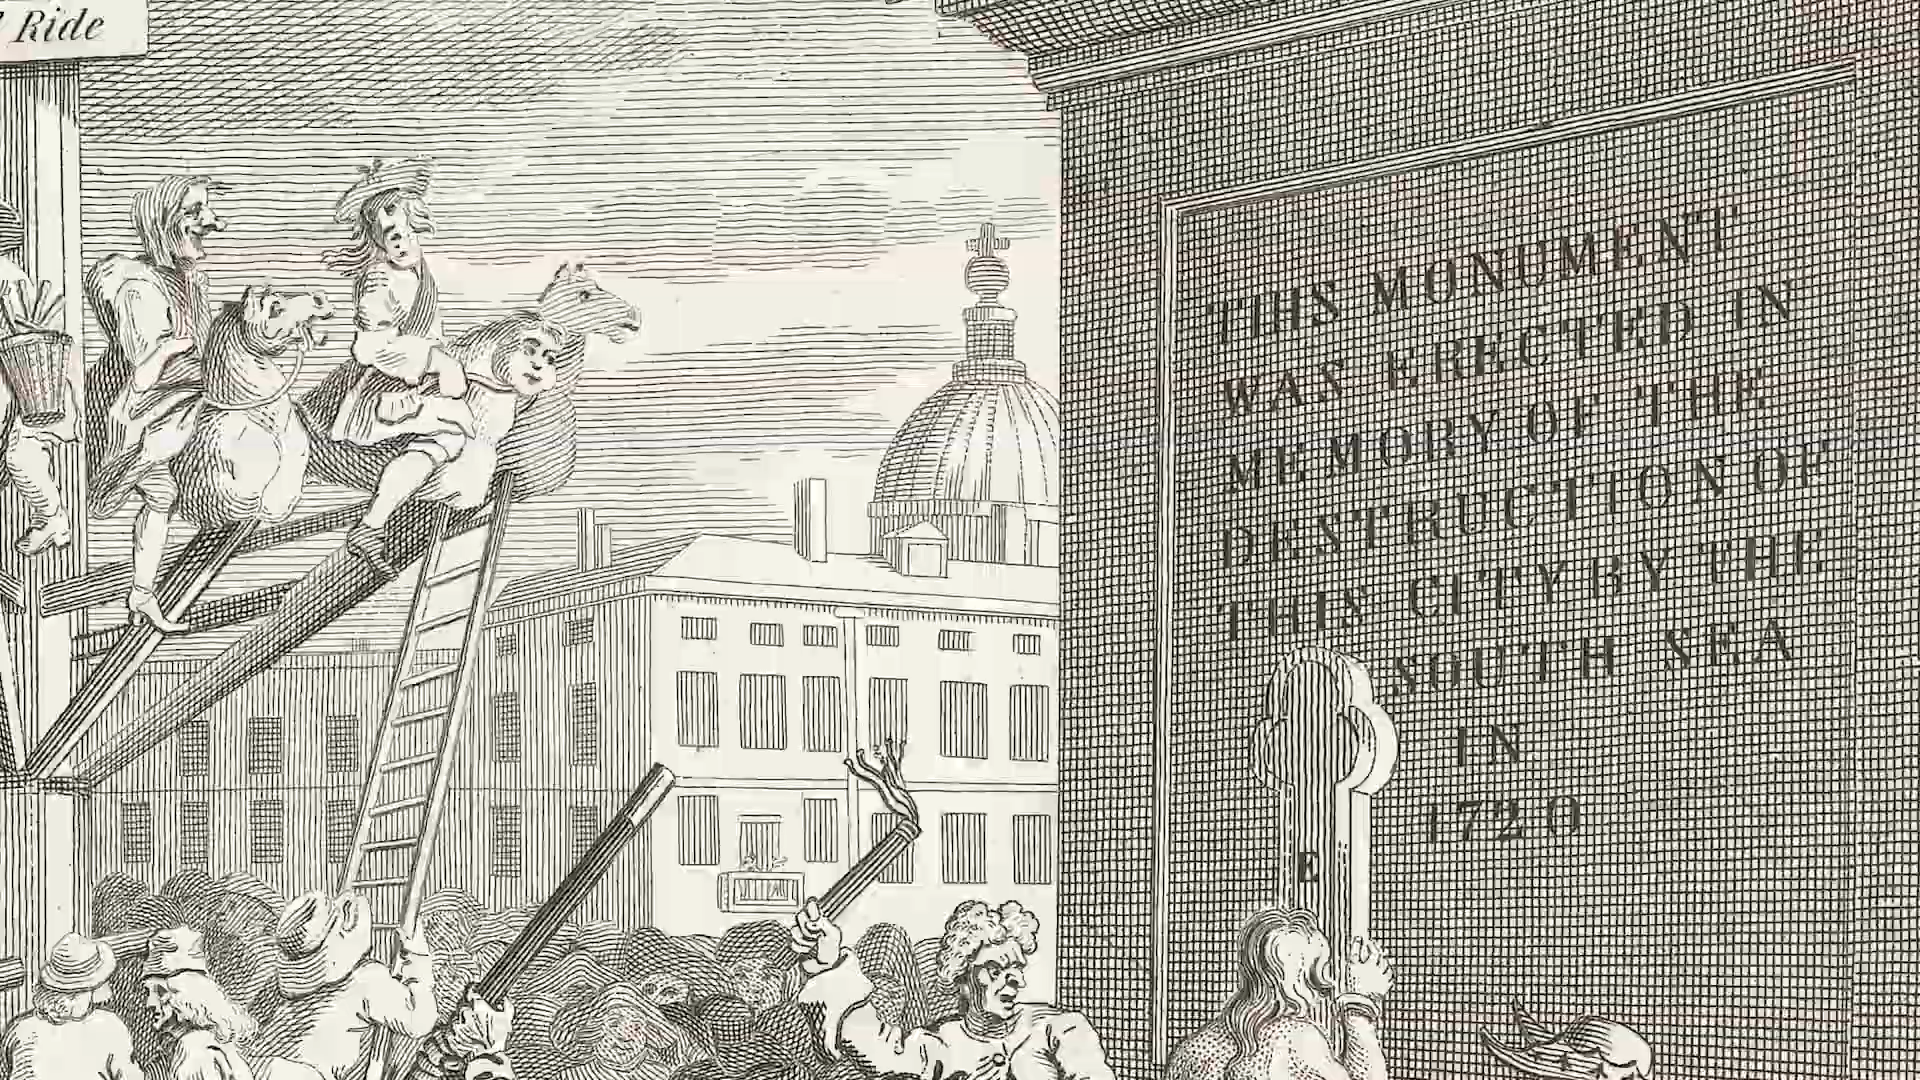 Ride
THIS MONUMENT
WAS ERECTED IN
MEMORY OF THE
DESTRUCTION OF
THIS CITY BY THE
SOUTH SEA
IN
1720
E